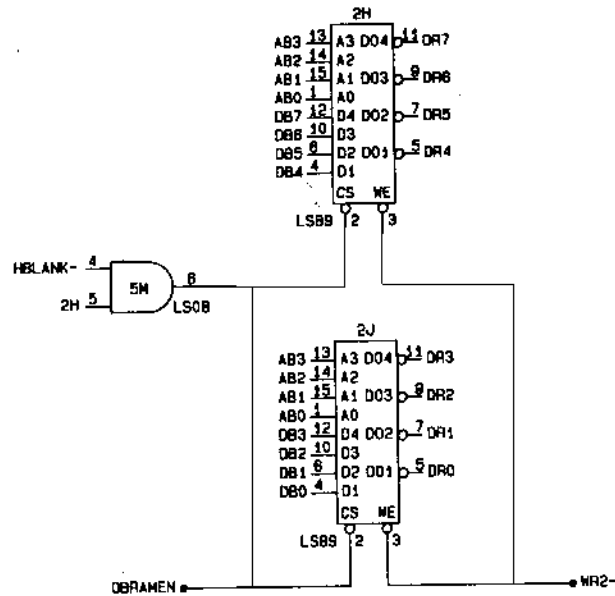 2H
AB3 13 A3 DO4 11 DR7
AB2 14 A2
AB1 15 A1 DO3 9 DR6
AB0 1 A0
DB7 12 D4 DO2 7 DR5
DB6 10 D3
DB5 6 D2 DO1 5 DR4
DB4 4 D1
CS WE
LS89 2 3
HBLANK- 4
5M 6
2H 5 LS08
2J
AB3 13 A3 DO4 11 DR3
AB2 14 A2
AB1 15 A1 DO3 9 DR2
AB0 1 A0
DB3 12 D4 DO2 7 DR1
DB2 10 D3
DB1 6 D2 DO1 5 DR0
DB0 4 D1
CS WE
LS89 2 3
OBRAMEN WR2-